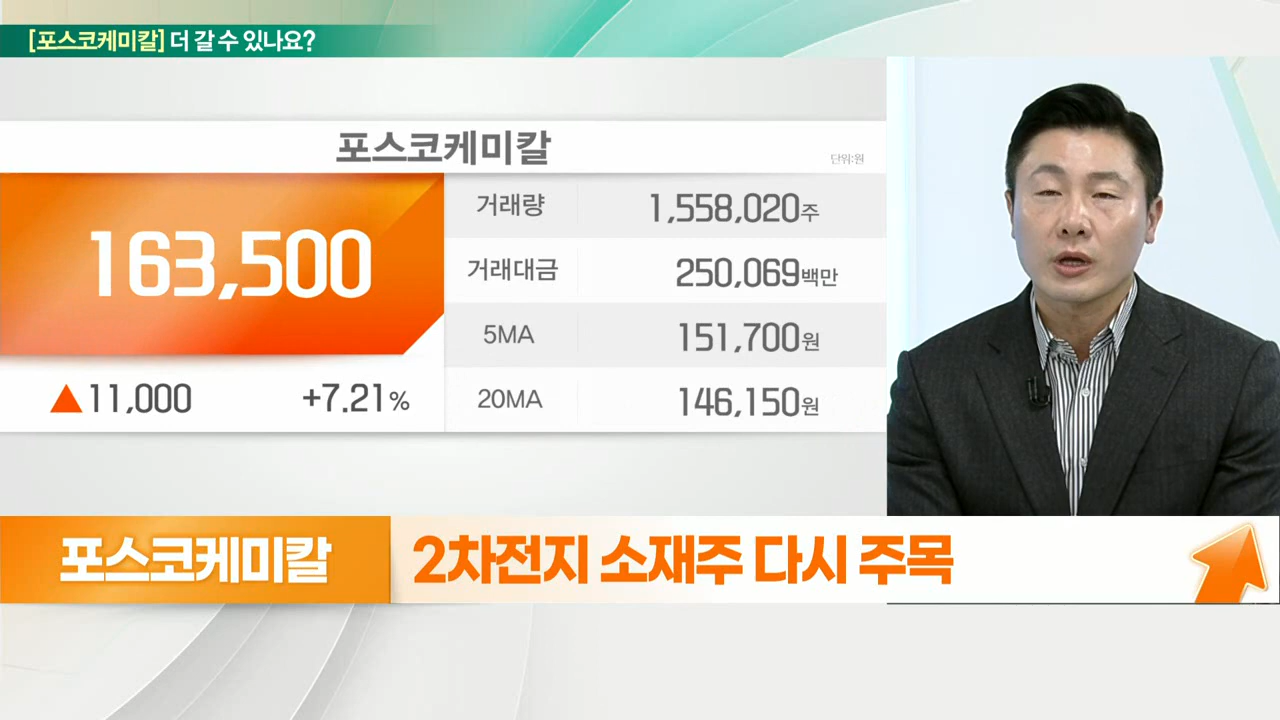 [포스코케미칼] 더 갈 수 있나요?
포스코케미칼
단위:원
163,500
▲11,000 +7.21%
거래량 1,558,020주
거래대금 250,069백만
5MA 151,700원
20MA 146,150원
포스코케미칼 2차전지 소재주 다시 주목